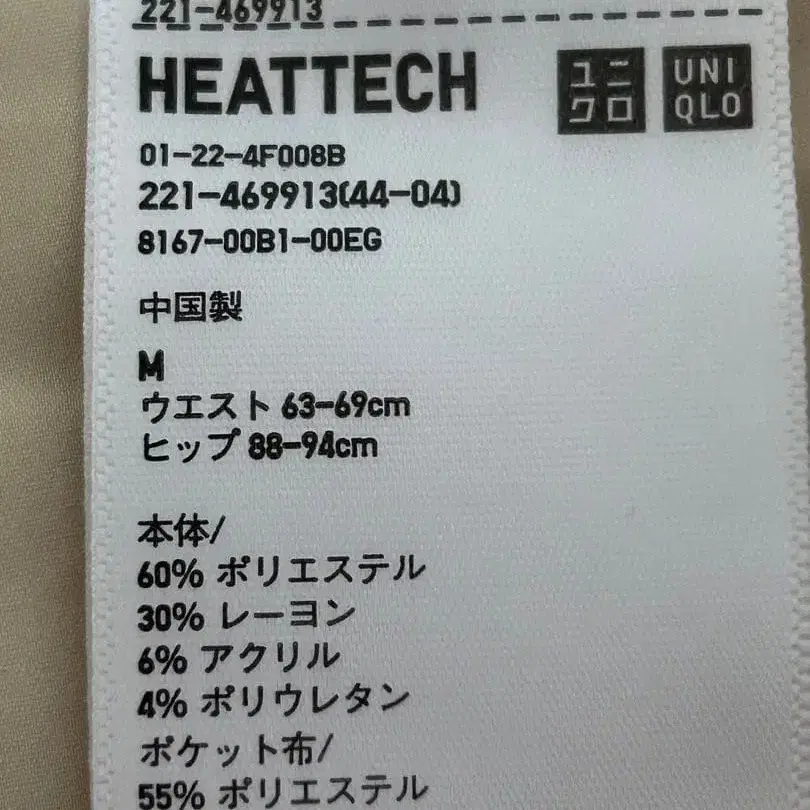 221-469913
HEATTECH
ユニ
クロ
UNI
QLO
01-22-4F008B
221-469913(44-04)
8167-00B1-00EG
中国製
M
ウエスト 63-69cm
ヒップ 88-94cm
本体/
60% ポリエステル
30% レーヨン
6% アクリル
4% ポリウレタン
ポケット布/
55% ポリエステル